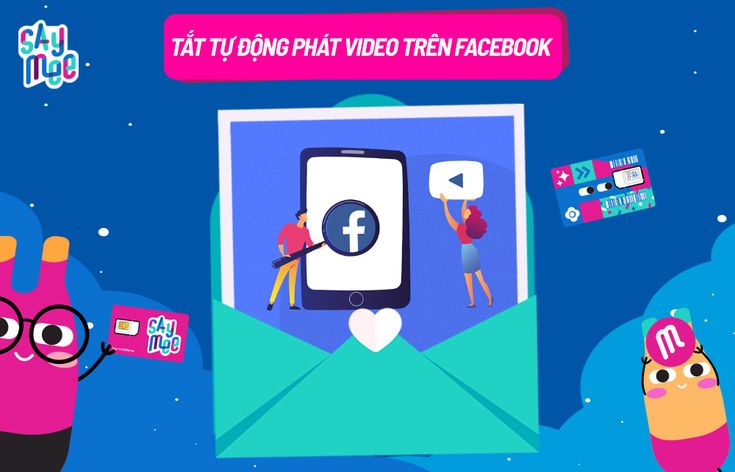 SAY
Mee
TẮT TỰ ĐỘNG PHÁT VIDEO TRÊN FACEBOOK
f
SAY
Mee
m